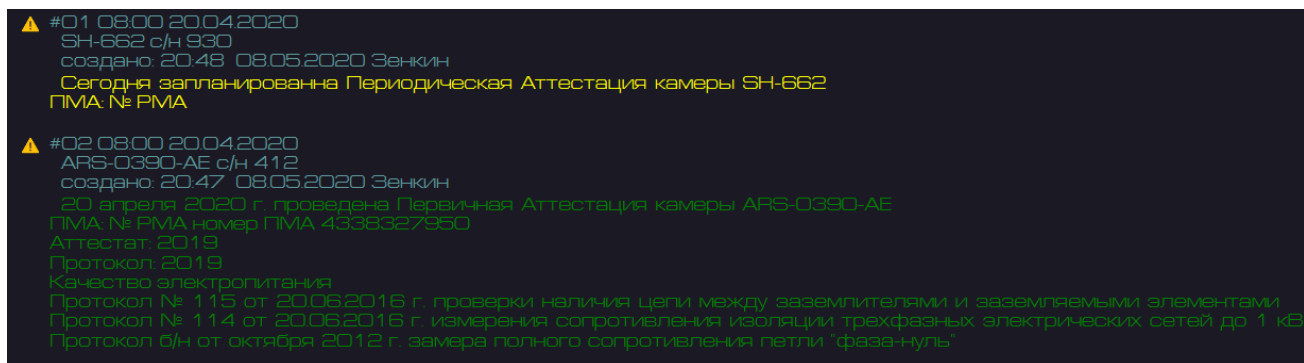 #01 08:00 20.04.2020
SH-662 с/н 930
создано: 20:48 08.05.2020 Зенкин
Сегодня запланированна Периодическая Аттестация камеры SH-662
ПМА: № РМА
#02 08:00 20.04.2020
ARS-0390-AE с/н 412
создано: 20:47 08.05.2020 Зенкин
20 апреля 2020 г. проведена Первичная Аттестация камеры ARS-0390-AE
ПМА: № РМА номер ПМА 4338327950
Аттестат: 2019
Протокол: 2019
Качество электропитания
Протокол № 115 от 20.06.2016 г. проверки наличия цепи между заземлителями и заземляемыми элементами
Протокол № 114 от 20.06.2016 г. измерения сопротивления изоляции трехфазных электрических сетей до 1 кВ
Протокол б/н от октября 2012 г. замера полного сопротивления петли "фаза-нуль"